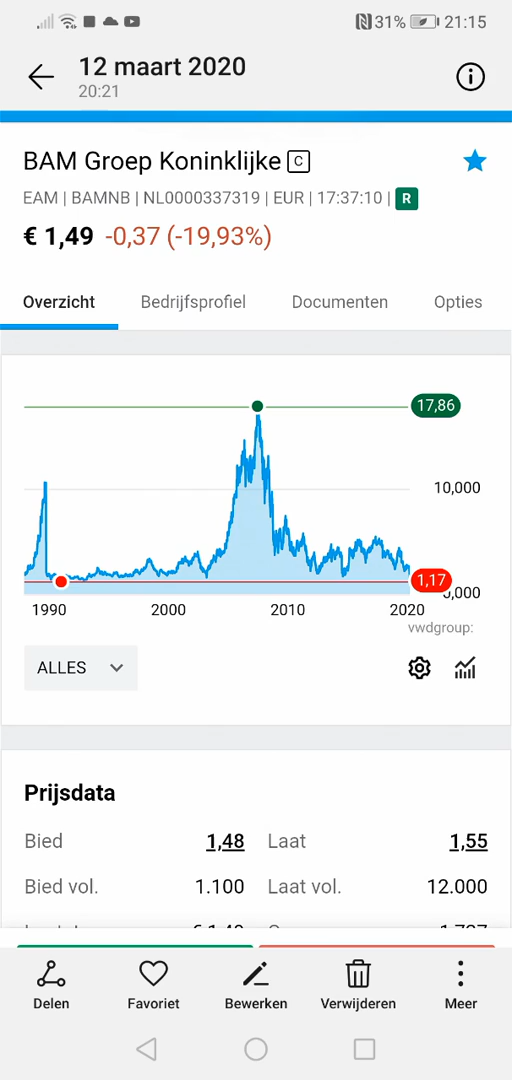 31% 21:15
12 maart 2020
20:21
BAM Groep Koninklijke C
EAM | BAMNB | NL0000337319 | EUR | 17:37:10 | R
€ 1,49 -0,37 (-19,93%)
Overzicht Bedrijfsprofiel Documenten Opties
17,86
10,000
1,17
1990 2000 2010 2020
vwdgroup:
ALLES
Prijsdata
Bied 1,48 Laat 1,55
Bied vol. 1.100 Laat vol. 12.000
Delen Favoriet Bewerken Verwijderen Meer